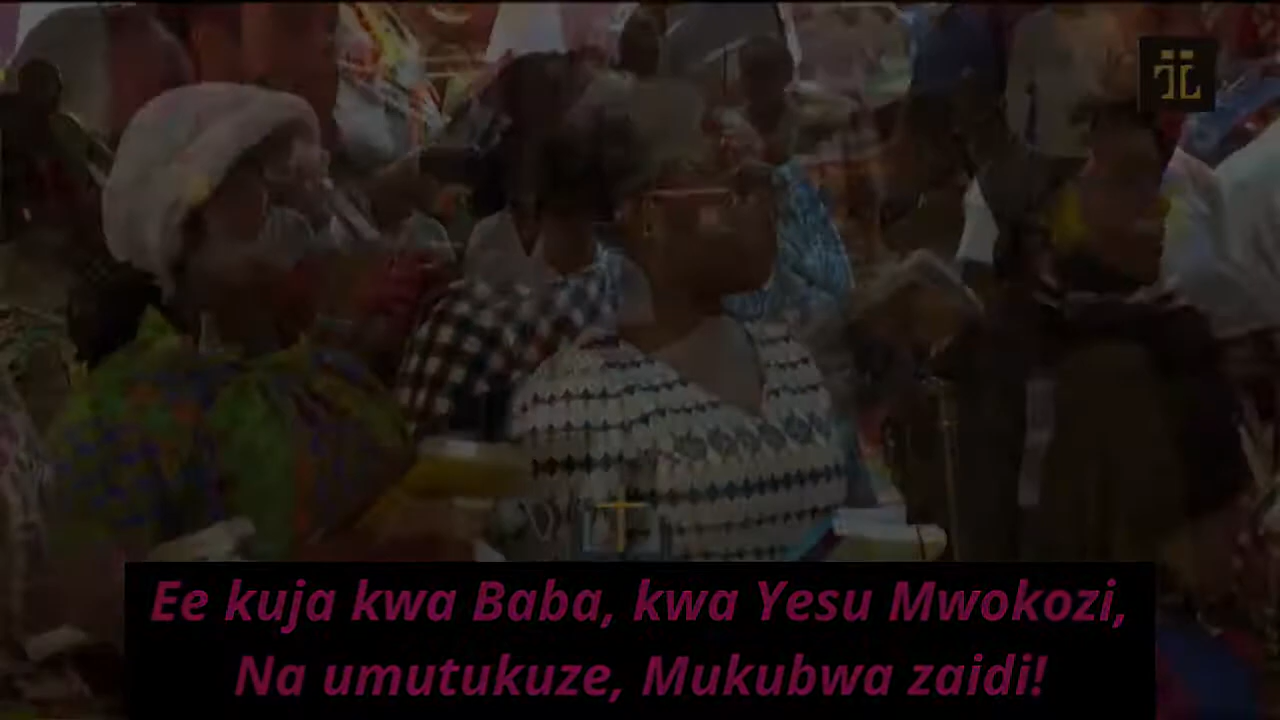 Ee kuja kwa Baba, kwa Yesu Mwokozi,
Na umutukuze, Mukubwa zaidi!